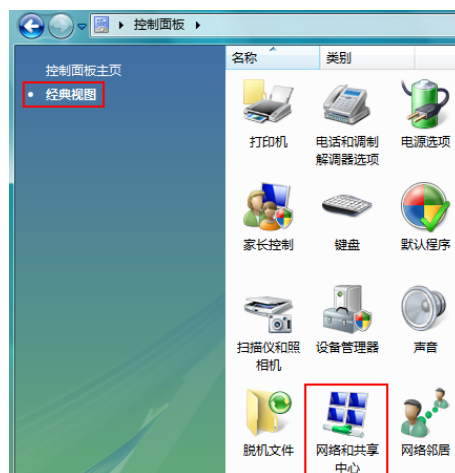 控制面板
控制面板主页
经典视图
名称 类别
打印机
电话和调制
解调器选项
电源选项
家长控制
键盘
默认程序
扫描仪和照
相机
设备管理器
声音
脱机文件
网络和共享
中心
网络邻居